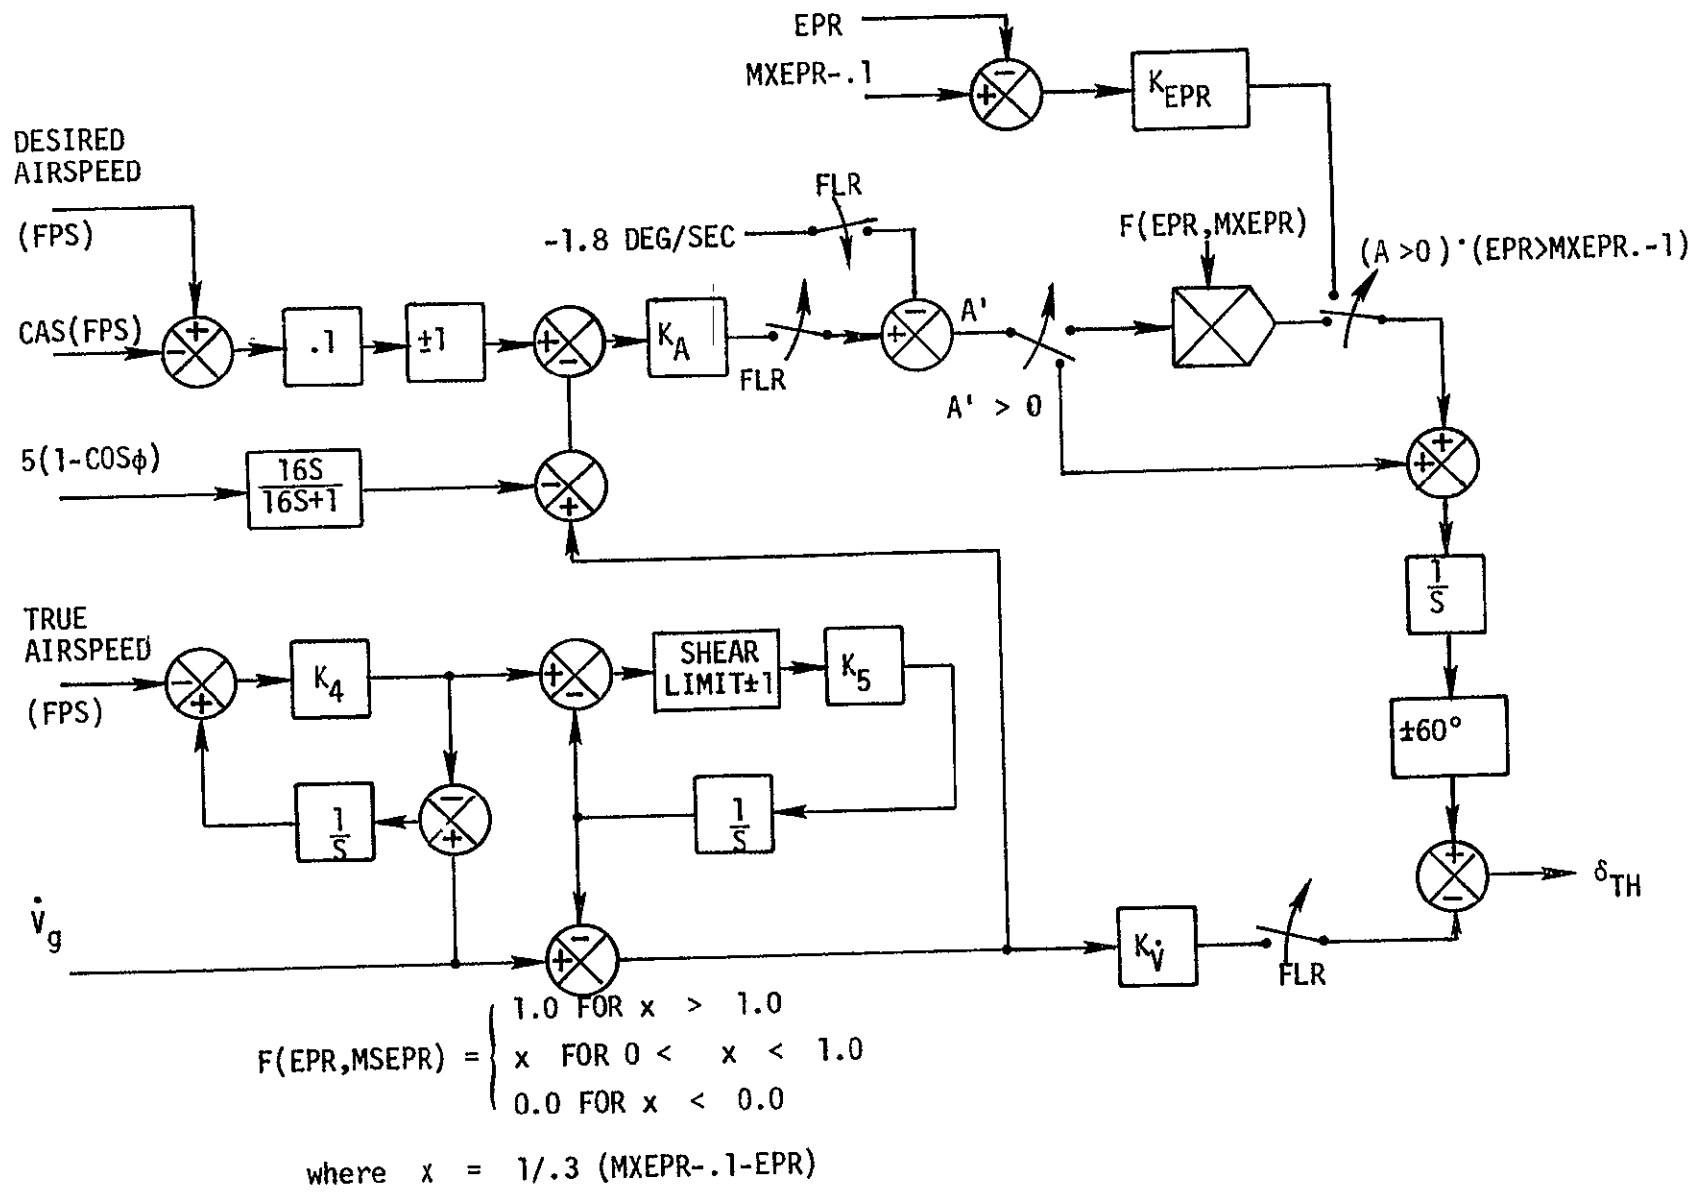 EPR
MXEPR-.1
K_EPR
DESIRED
AIRSPEED
(FPS)
FLR
-1.8 DEG/SEC
F(EPR,MXEPR)
(A >0)·(EPR>MXEPR.-1)
CAS(FPS)
+
-
.1
±1
K_A
FLR
A'
A' > 0
5(1-COSϕ)
16S
16S+1
1
S
TRUE
AIRSPEED
(FPS)
K_4
SHEAR
LIMIT±1
K_5
±60°
1
S
1
S
V̇_g
K_V̇
FLR
δ_TH
F(EPR,MSEPR) = { 1.0 FOR x > 1.0
x FOR 0 < x < 1.0
0.0 FOR x < 0.0
where x = 1/.3 (MXEPR-.1-EPR)